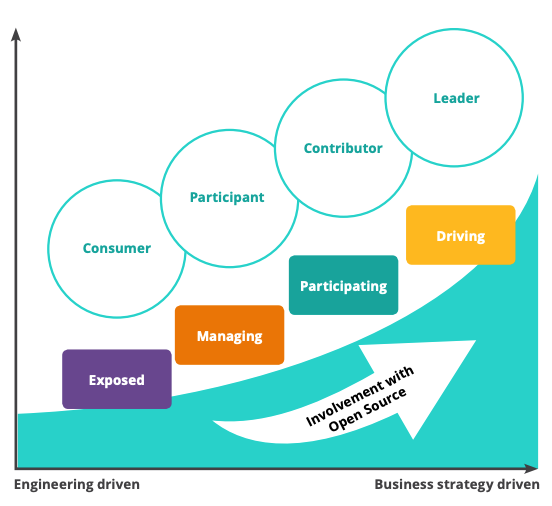 Leader
Contributor
Participant
Consumer
Driving
Participating
Managing
Exposed
Involvement with
Open Source
Engineering driven
Business strategy driven